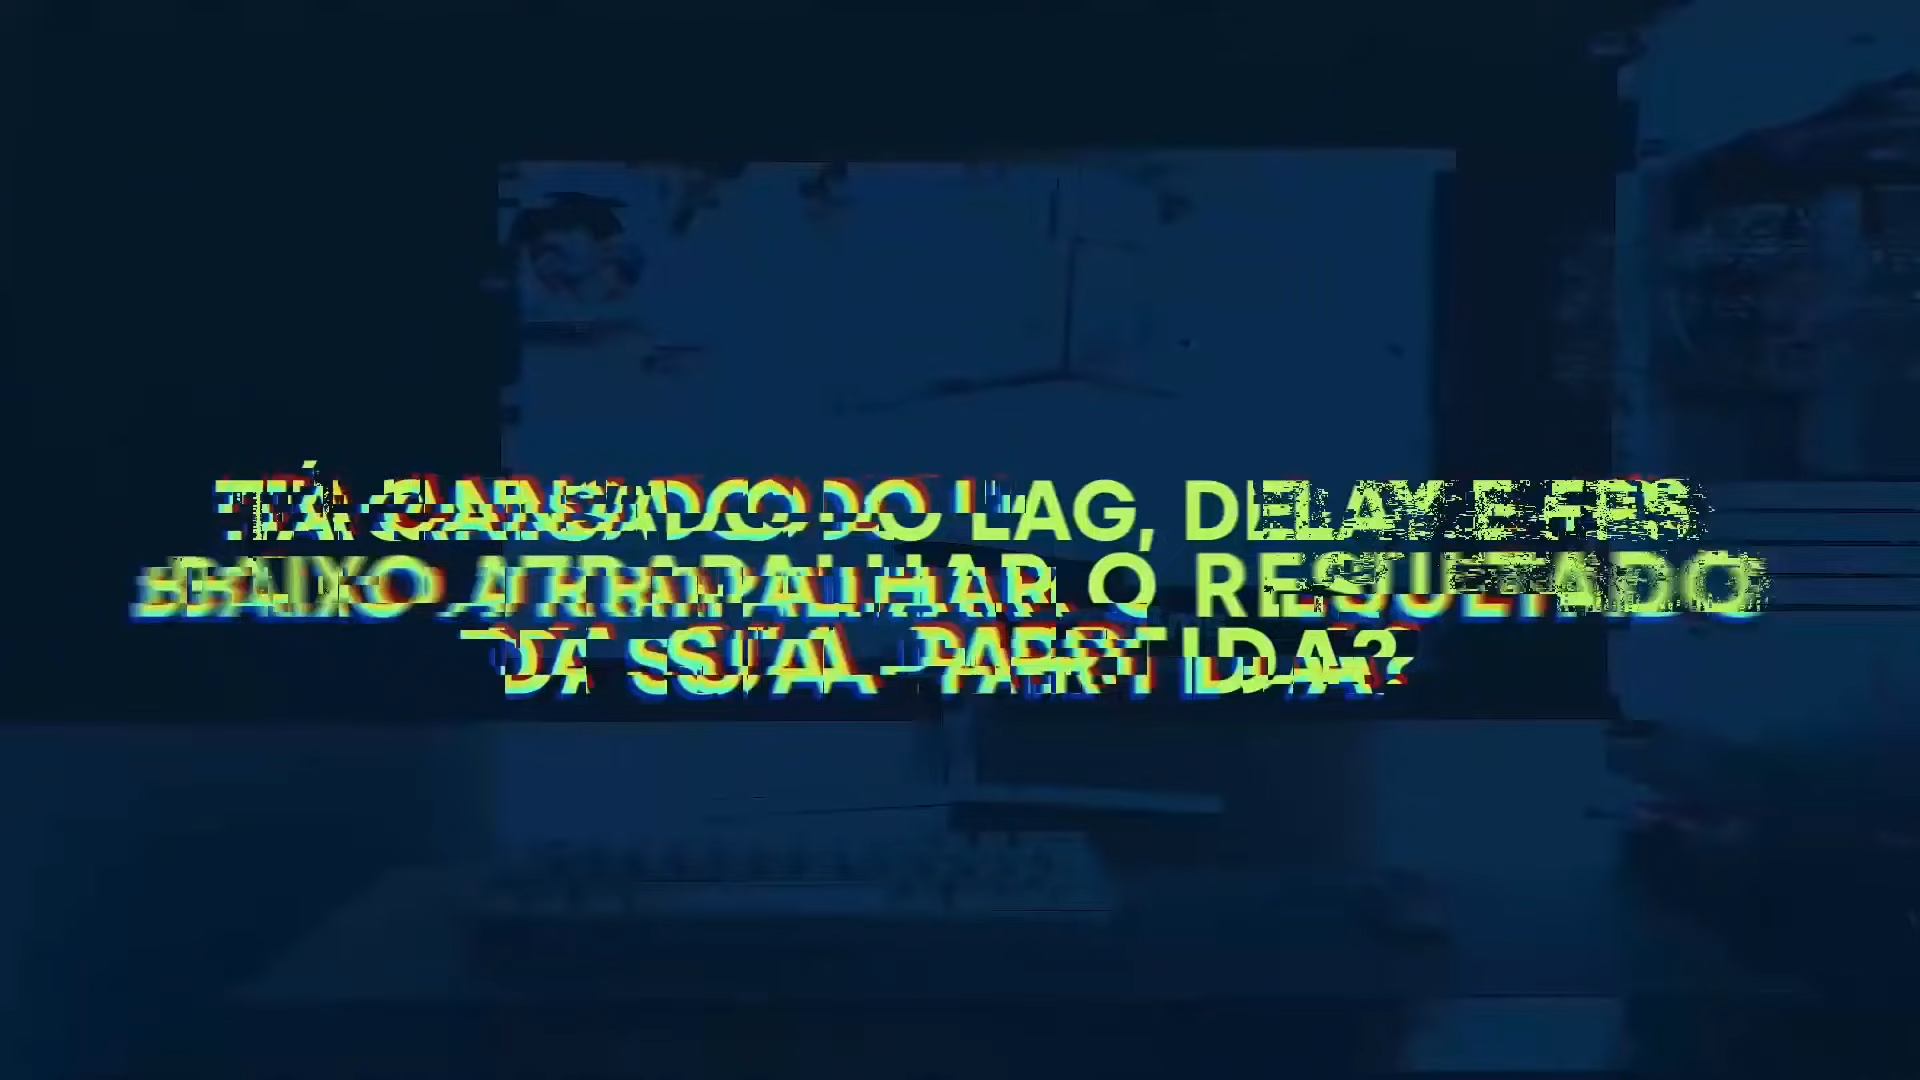 TÁ CANSADO DO LAG, DELAY E FPS
BAIXO ATRAPALHAR O RESULTADO
DA SUA PARTIDA?